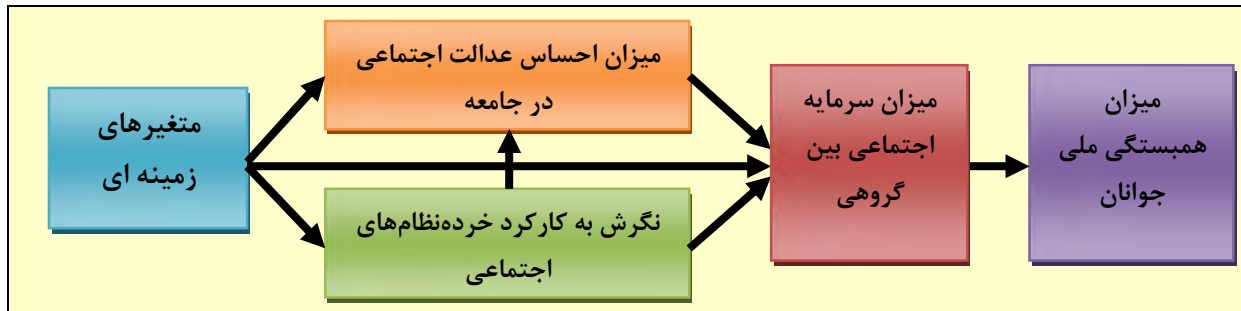 متغیرهای
زمینه ای
میزان احساس عدالت اجتماعی
در جامعه
نگرش به کارکرد خرده‌نظام‌های
اجتماعی
میزان سرمایه
اجتماعی بین
گروهی
میزان
همبستگی ملی
جوانان